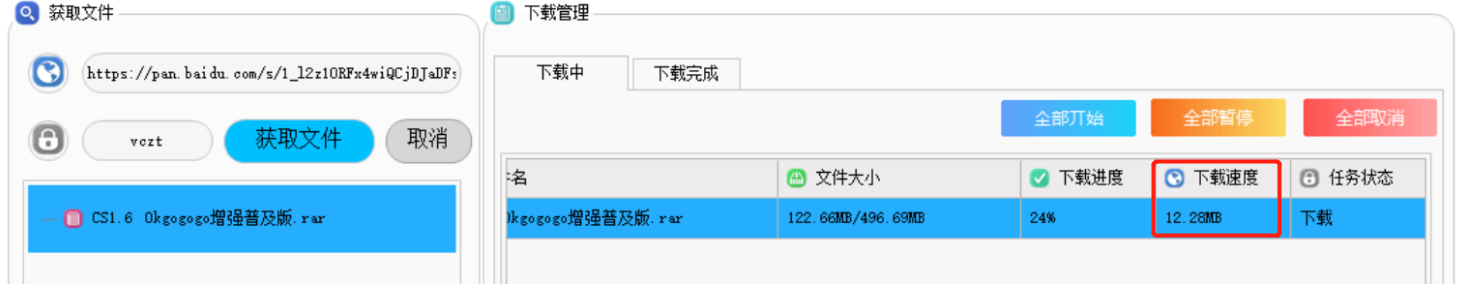 获取文件
https://pan.baidu.com/s/1_l2z1ORFx4wiQCjDJaDF
vczt 获取文件 取消
CS1.6 Okgogogo增强普及版.rar
下载管理
下载中 下载完成
全部开始 全部暂停 全部取消
名 文件大小 下载进度 下载速度 任务状态
kgogogo增强普及版.rar 122.66MB/496.69MB 24% 12.28MB 下载